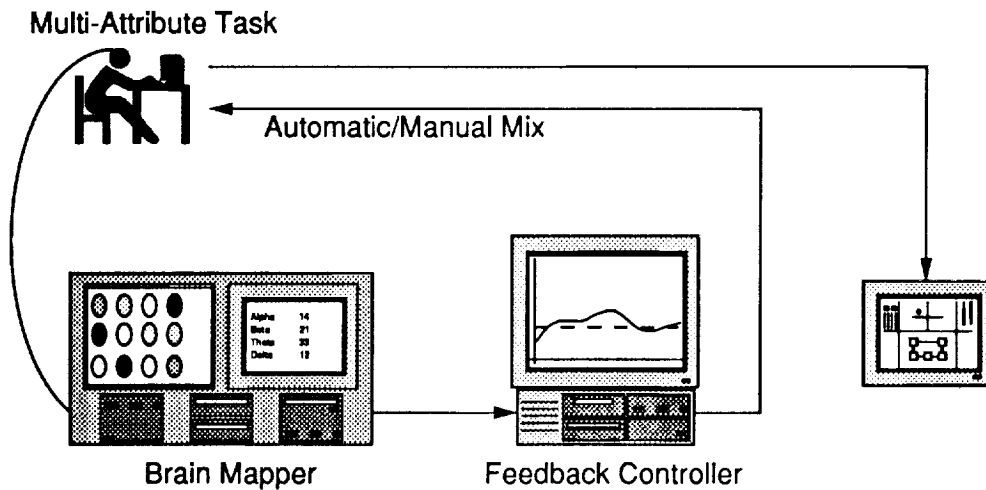 Multi-Attribute Task
Automatic/Manual Mix
Alpha 14
Beta 21
Theta 33
Delta 12
Brain Mapper
Feedback Controller